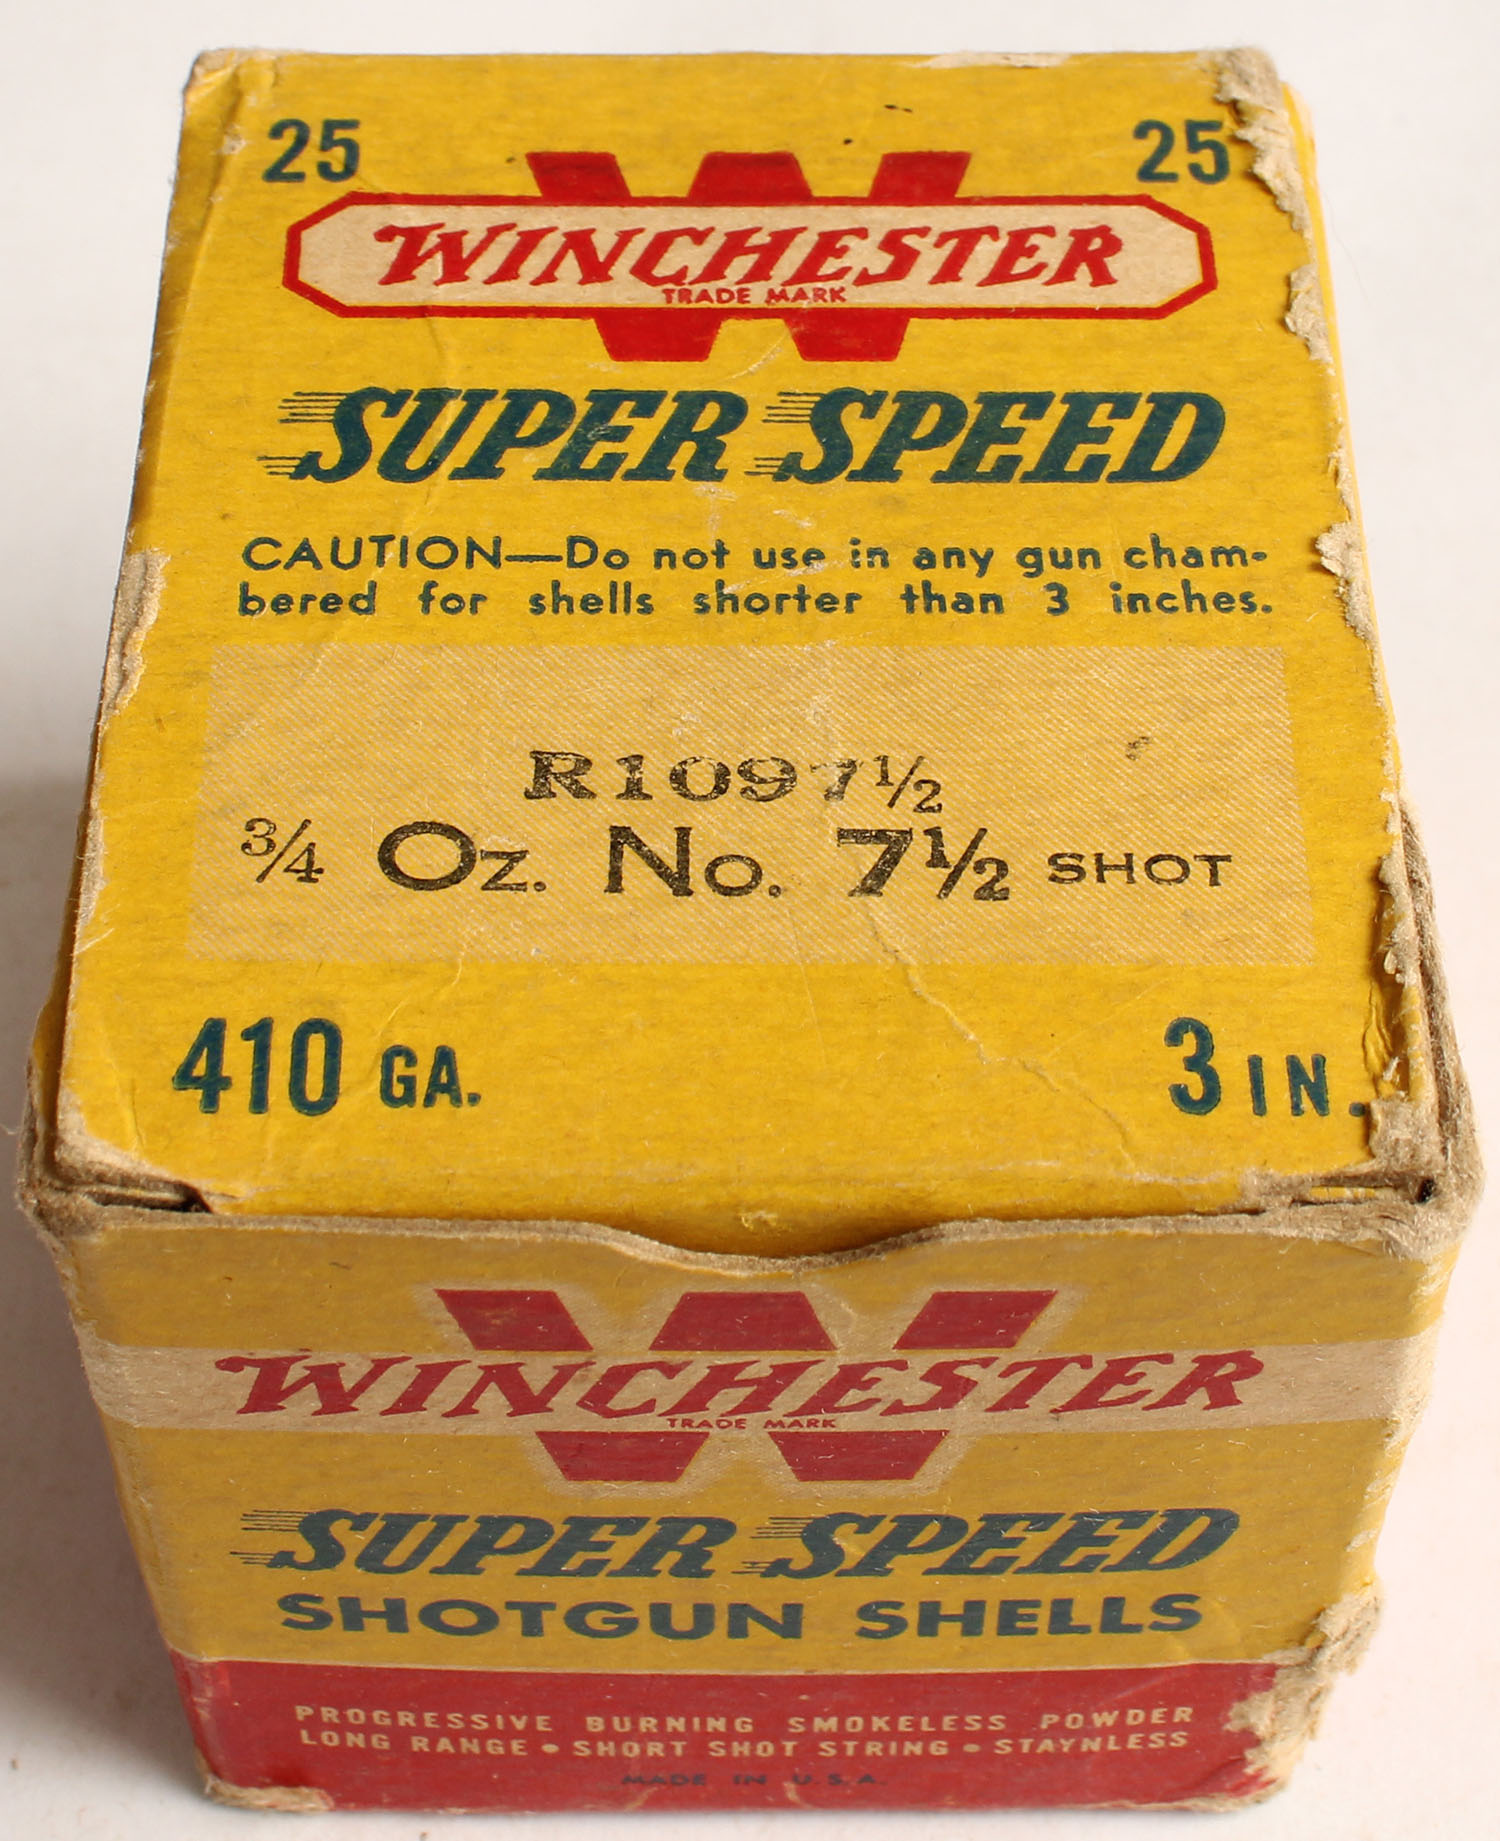 25 25
WINCHESTER
TRADE MARK
SUPER SPEED
CAUTION—Do not use in any gun cham-
bered for shells shorter than 3 inches.
R1097½
¾ Oz. No. 7½ SHOT
410 GA. 3 IN.
WINCHESTER
TRADE MARK
SUPER SPEED
SHOTGUN SHELLS
PROGRESSIVE BURNING SMOKELESS POWDER
LONG RANGE • SHORT SHOT STRING • STAYNLESS
MADE IN U.S.A.